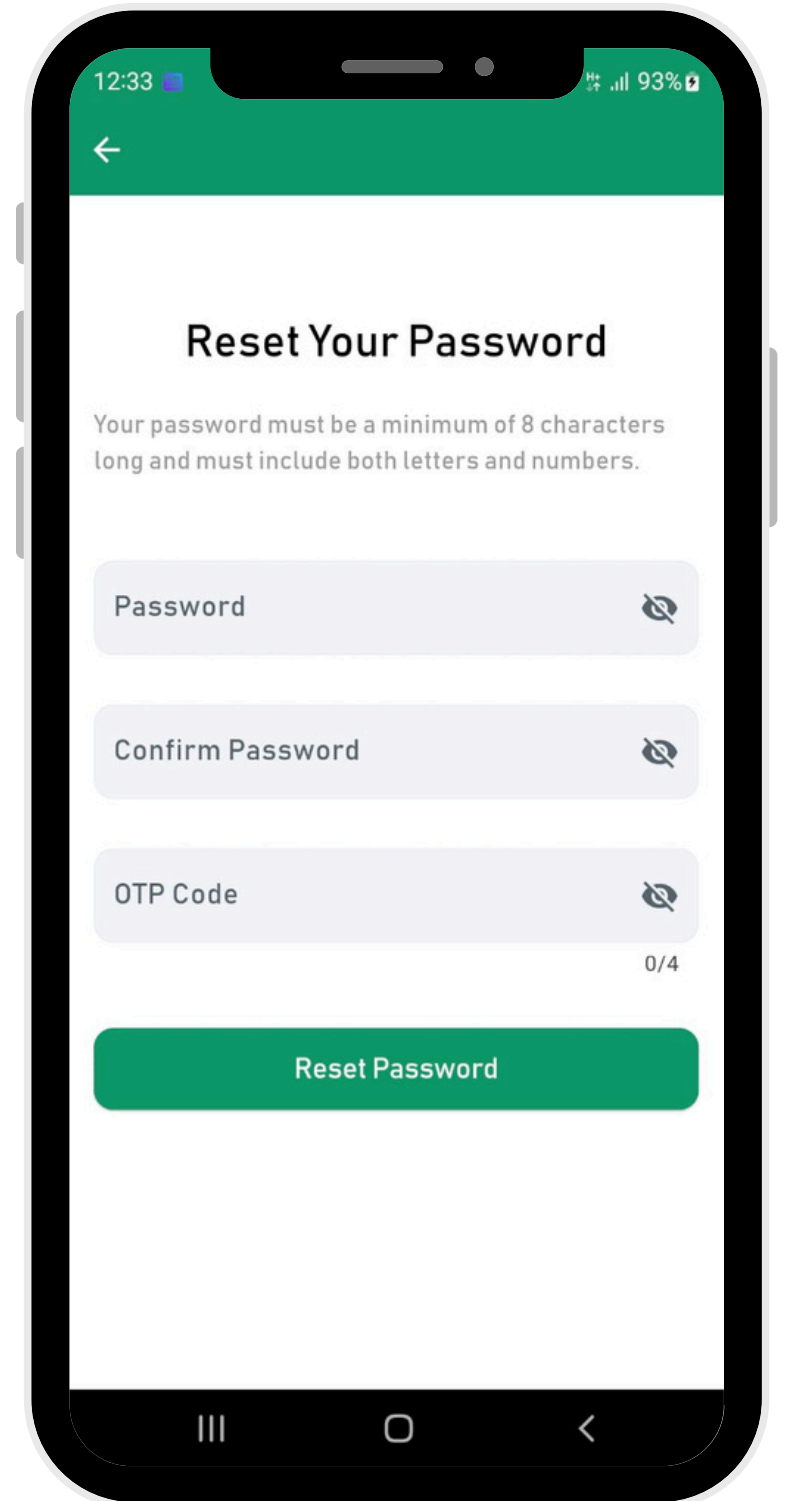 12:33 93%
Reset Your Password
Your password must be a minimum of 8 characters
long and must include both letters and numbers.
Password
Confirm Password
OTP Code
0/4
Reset Password